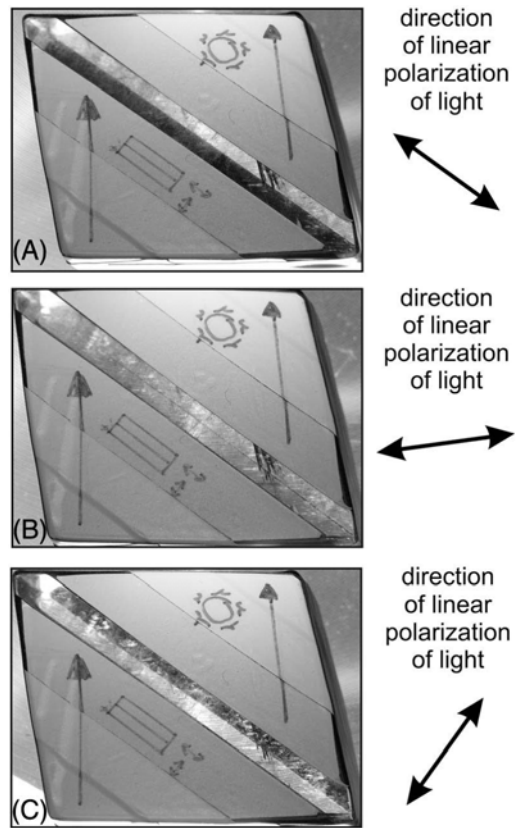 direction
of linear
polarization
of light
(A)
direction
of linear
polarization
of light
(B)
direction
of linear
polarization
of light
(C)